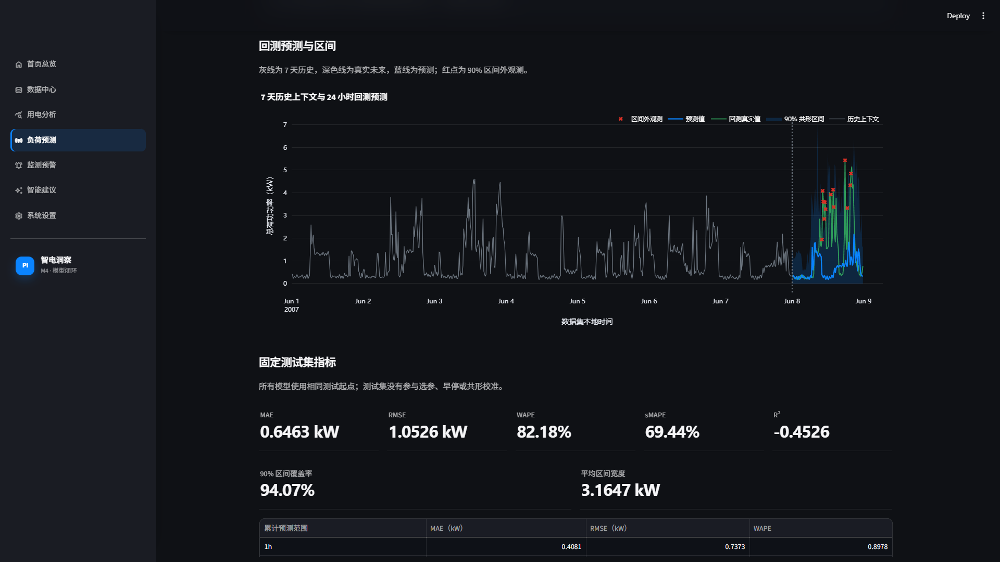 Deploy
首页总览
数据中心
用电分析
负荷预测
监测预警
智能建议
系统设置
PI
智电洞察
M4 · 模型闭环
回测预测与区间
灰线为 7 天历史，深色线为真实未来，蓝线为预测；红点为 90% 区间外观测。
7 天历史上下文与 24 小时回测预测
区间外观测 预测值 回测真实值 90% 共形区间 历史上下文
总有功功率（kW）
7
6
5
4
3
2
1
0
Jun 1 Jun 2 Jun 3 Jun 4 Jun 5 Jun 6 Jun 7 Jun 8 Jun 9
2007
数据集本地时间
固定测试集指标
所有模型使用相同测试起点；测试集没有参与选参、早停或共形校准。
MAE RMSE WAPE sMAPE R²
0.6463 kW 1.0526 kW 82.18% 69.44% -0.4526
90% 区间覆盖率 平均区间宽度
94.07% 3.1647 kW
累计预测范围 MAE（kW） RMSE（kW） WAPE
1h 0.4081 0.7373 0.8978